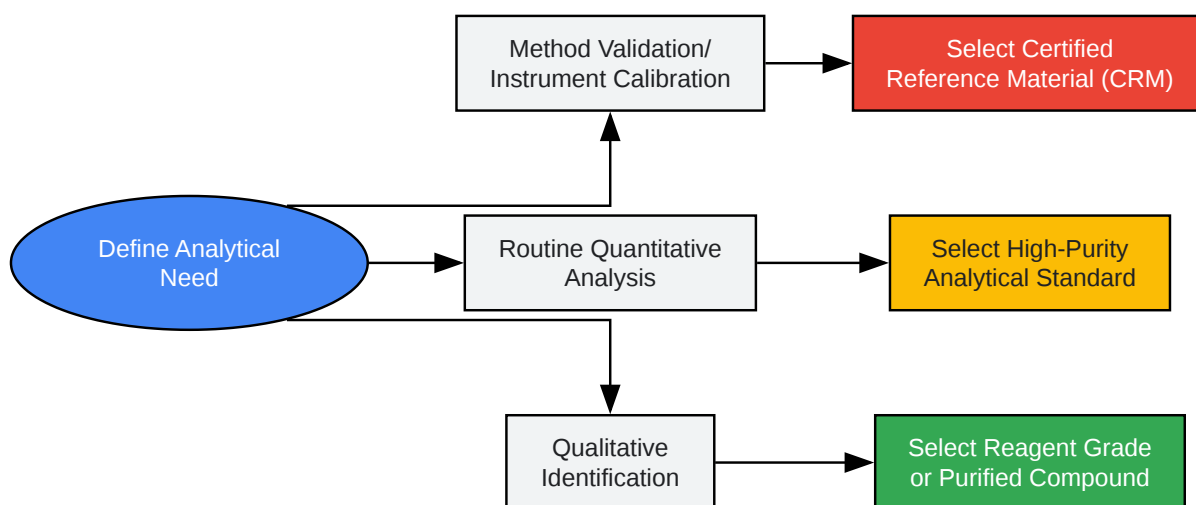 Method Validation/
Instrument Calibration
Select Certified
Reference Material (CRM)
Define Analytical
Need
Routine Quantitative
Analysis
Select High-Purity
Analytical Standard
Qualitative
Identification
Select Reagent Grade
or Purified Compound